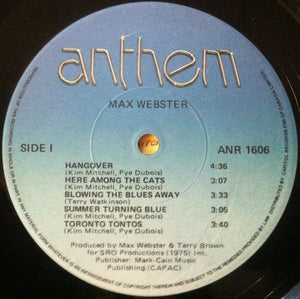 anthem
MAX WEBSTER
SIDE I ANR 1606
HANGOVER 4:36
(Kim Mitchell, Pye Dubois)
HERE AMONG THE CATS 3:07
(Kim Mitchell, Pye Dubois)
BLOWING THE BLUES AWAY 3:33
(Terry Watkinson)
SUMMER TURNING BLUE 3:05
(Kim Mitchell, Pye Dubois)
TORONTO TONTOS 3:40
(Kim Mitchell, Pye Dubois)
Produced by Max Webster & Terry Brown
for SRO Productions (1975) Inc.
Publisher: Mark-Cain Music
Publishing (CAPAC)